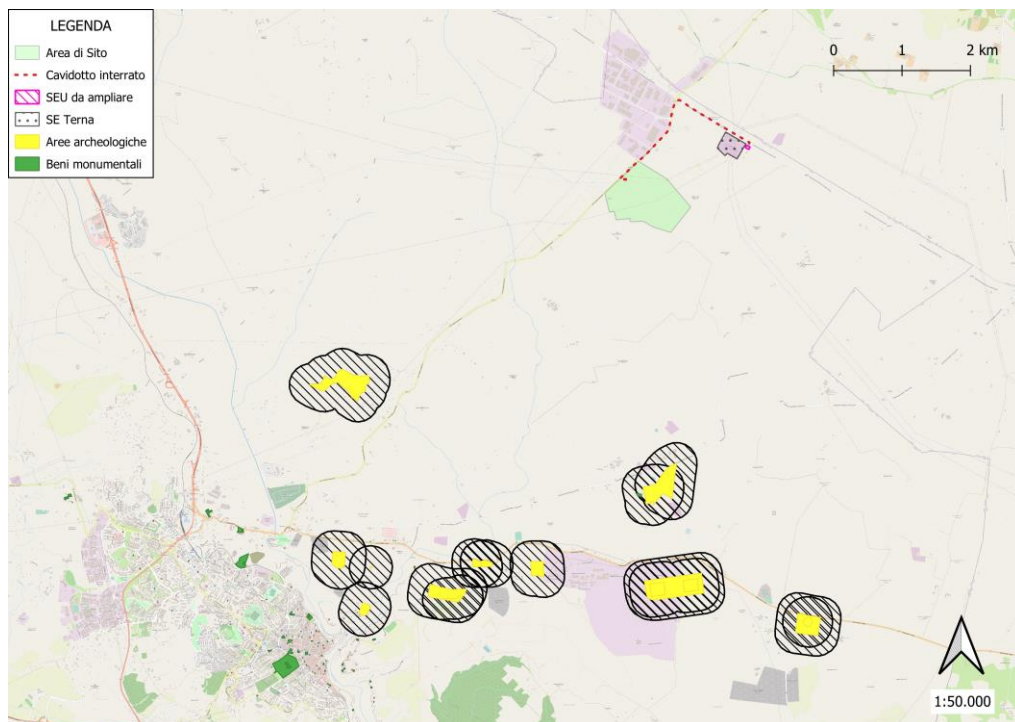 LEGENDA
Area di Sito
Cavidotto interrato
SEU da ampliare
SE Terna
Aree archeologiche
Beni monumentali
0 1 2 km
1:50.000